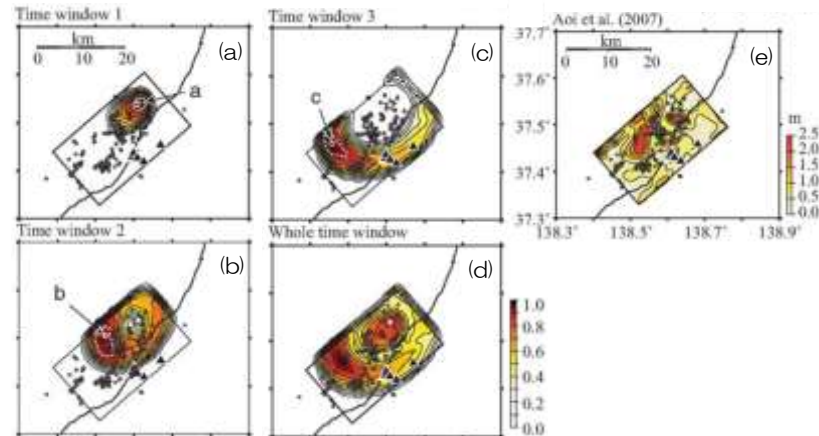 Time window 1
(a)
km
0 10 20
a
Time window 3
(c)
c
Aoi et al. (2007)
(e)
km
0 10 20
37.7°
37.6°
37.5°
37.4°
37.3°
138.3° 138.5° 138.7° 138.9°
m
2.5
2.0
1.5
1.0
0.5
0.0
Time window 2
(b)
b
Whole time window
(d)
1.0
0.8
0.6
0.4
0.2
0.0